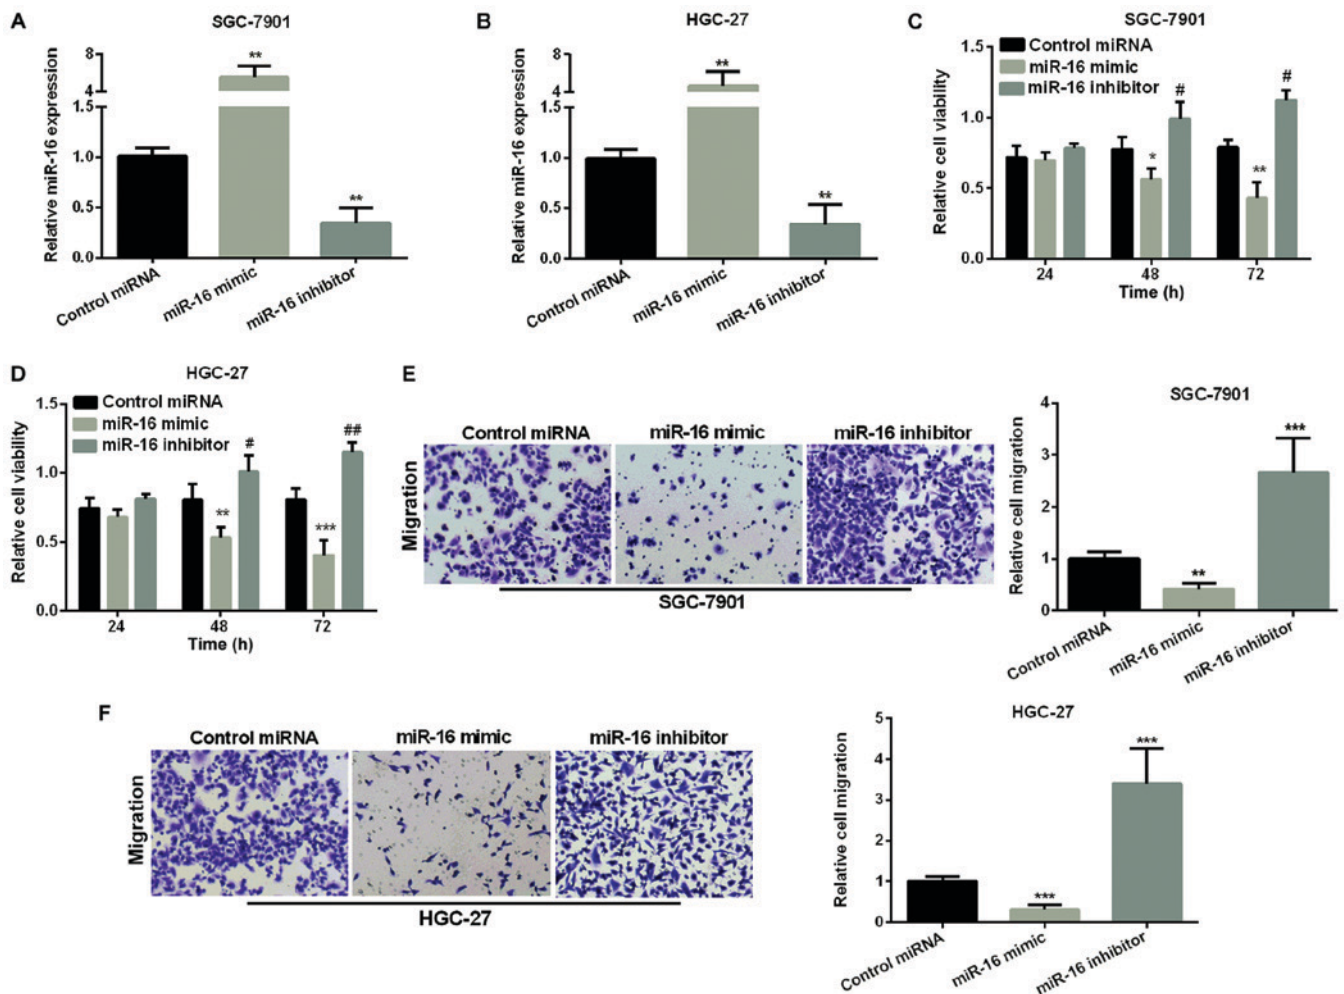 A
SGC-7901
Relative miR-16 expression
8
4
1.5
1.0
0.5
0.0
**
**
Control miRNA
miR-16 mimic
miR-16 inhibitor
B
HGC-27
Relative miR-16 expression
8
4
1.5
1.0
0.5
0.0
**
**
Control miRNA
miR-16 mimic
miR-16 inhibitor
C
SGC-7901
Relative cell viability
1.5
1.0
0.5
0.0
Control miRNA
miR-16 mimic
miR-16 inhibitor
*
#
**
#
24
48
72
Time (h)
D
HGC-27
Relative cell viability
1.5
1.0
0.5
0.0
Control miRNA
miR-16 mimic
miR-16 inhibitor
**
#
***
##
24
48
72
Time (h)
E
Control miRNA
miR-16 mimic
miR-16 inhibitor
Migration
SGC-7901
SGC-7901
Relative cell migration
4
3
2
1
0
**
***
Control miRNA
miR-16 mimic
miR-16 inhibitor
F
Control miRNA
miR-16 mimic
miR-16 inhibitor
Migration
HGC-27
HGC-27
Relative cell migration
5
4
3
2
1
0
***
***
Control miRNA
miR-16 mimic
miR-16 inhibitor